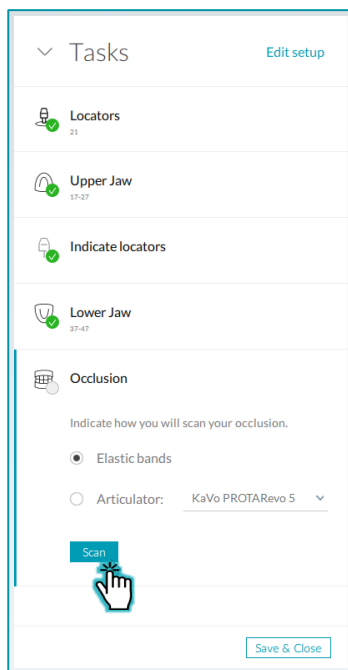 Tasks
Edit setup
Locators
21
Upper Jaw
17-27
Indicate locators
Lower Jaw
37-47
Occlusion
Indicate how you will scan your occlusion.
Elastic bands
Articulator: KaVo PROTARevo 5
Scan
Save & Close